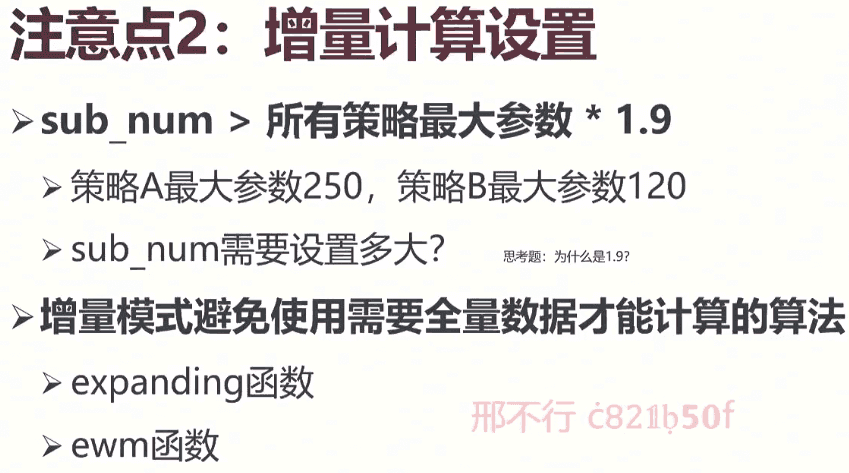 注意点2：增量计算设置
➢sub_num > 所有策略最大参数 * 1.9
➢策略A最大参数250，策略B最大参数120
➢sub_num需要设置多大？ 思考题：为什么是1.9？
➢增量模式避免使用需要全量数据才能计算的算法
➢expanding函数
➢ewm函数
邢不行 ċ821ḅ50f